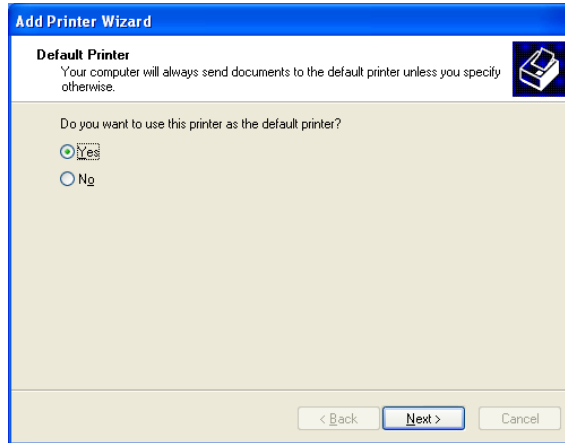 Add Printer Wizard
Default Printer
Your computer will always send documents to the default printer unless you specify
otherwise.
Do you want to use this printer as the default printer?
Yes
No
< Back
Next >
Cancel